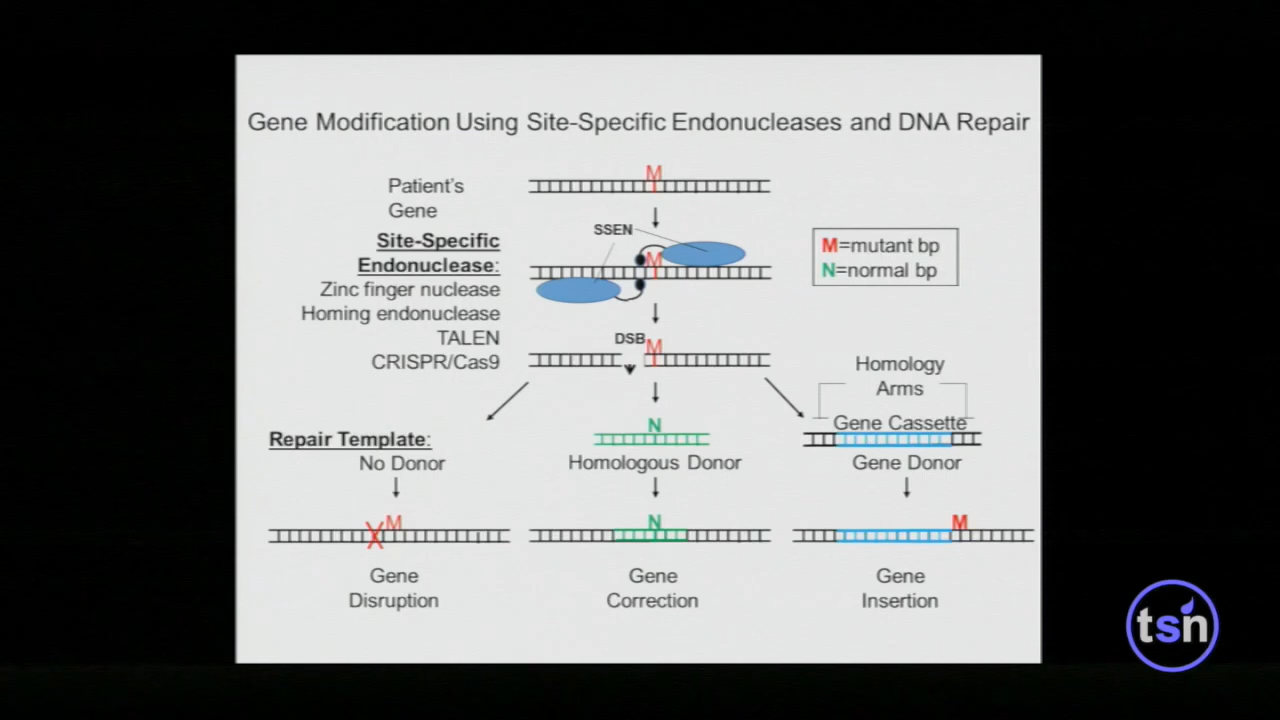 Gene Modification Using Site-Specific Endonucleases and DNA Repair
M
Patient's
Gene
SSEN
Site-Specific
Endonuclease:
M
Zinc finger nuclease
Homing endonuclease
TALEN
CRISPR/Cas9
M=mutant bp
N=normal bp
DSB
M
Homology
Arms
Gene Cassette
Repair Template:
No Donor
N
Homologous Donor
Gene Donor
X
M
N
M
Gene
Disruption
Gene
Correction
Gene
Insertion
tsn